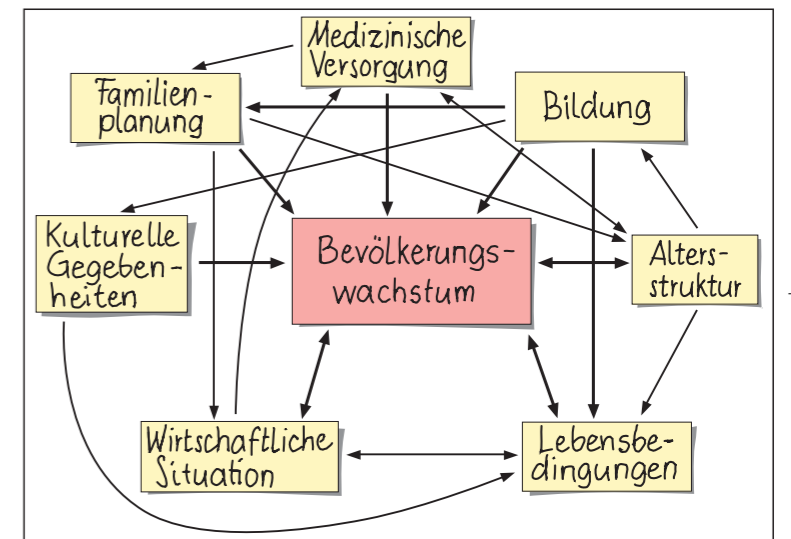 Medizinische
Versorgung
Familien-
planung
Bildung
Kulturelle
Gegeben-
heiten
Bevölkerungs-
wachstum
Alters-
struktur
Wirtschaftliche
Situation
Lebensbe-
dingungen